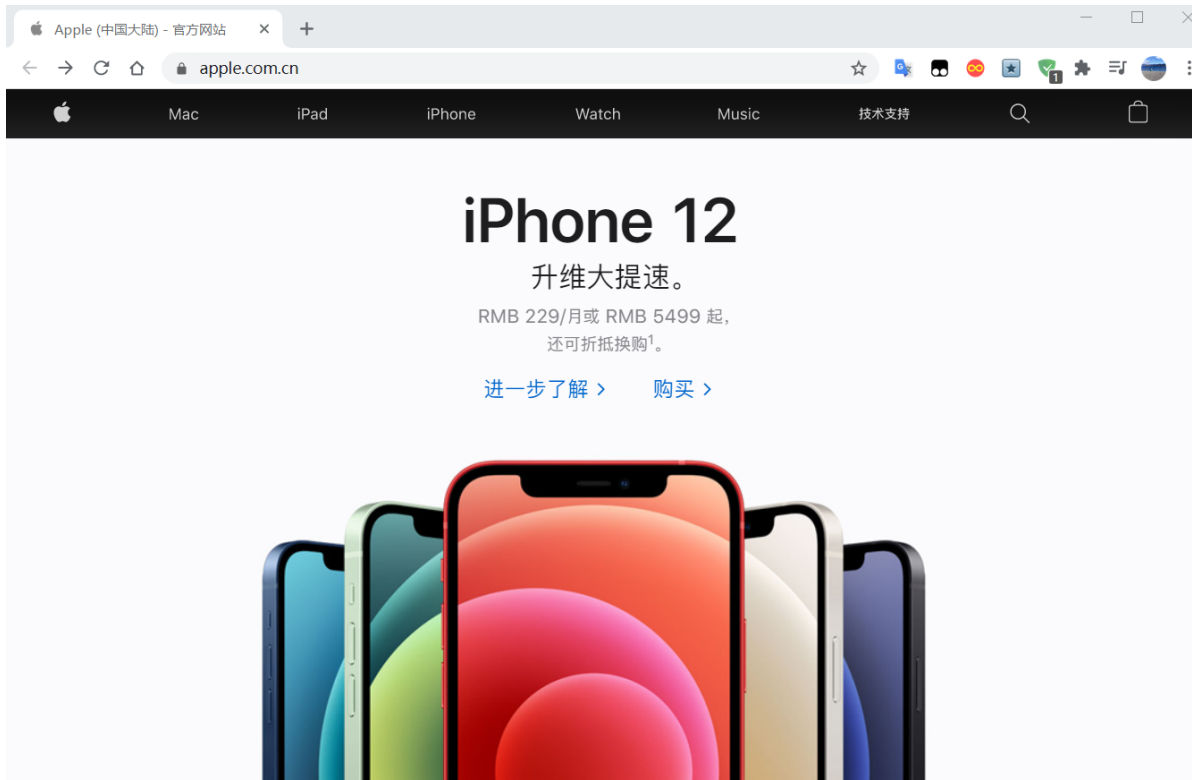 Apple (中国大陆) - 官方网站
apple.com.cn
1
Mac iPad iPhone Watch Music 技术支持
iPhone 12
升维大提速。
RMB 229/月或 RMB 5499 起，
还可折抵换购1。
进一步了解 > 购买 >